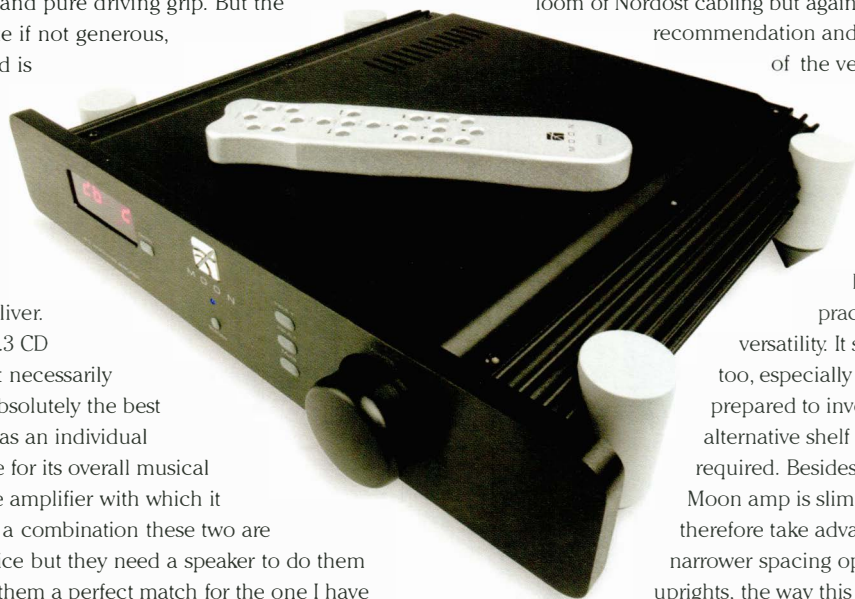 and pure driving grip. But the
e if not generous,
d is
liver.
.3 CD
t necessarily
bsolutely the best
as an individual
e for its overall musical
e amplifier with which it
a combination these two are
ice but they need a speaker to do them
them a perfect match for the one I have
CD 2
MOON
MOON
loom of Nordost cabling but again
recommendation and
of the ve
prac
versatility. It s
too, especially
prepared to inve
alternative shelf
required. Besides
Moon amp is slim
therefore take adva
narrower spacing op
uprights, the way this